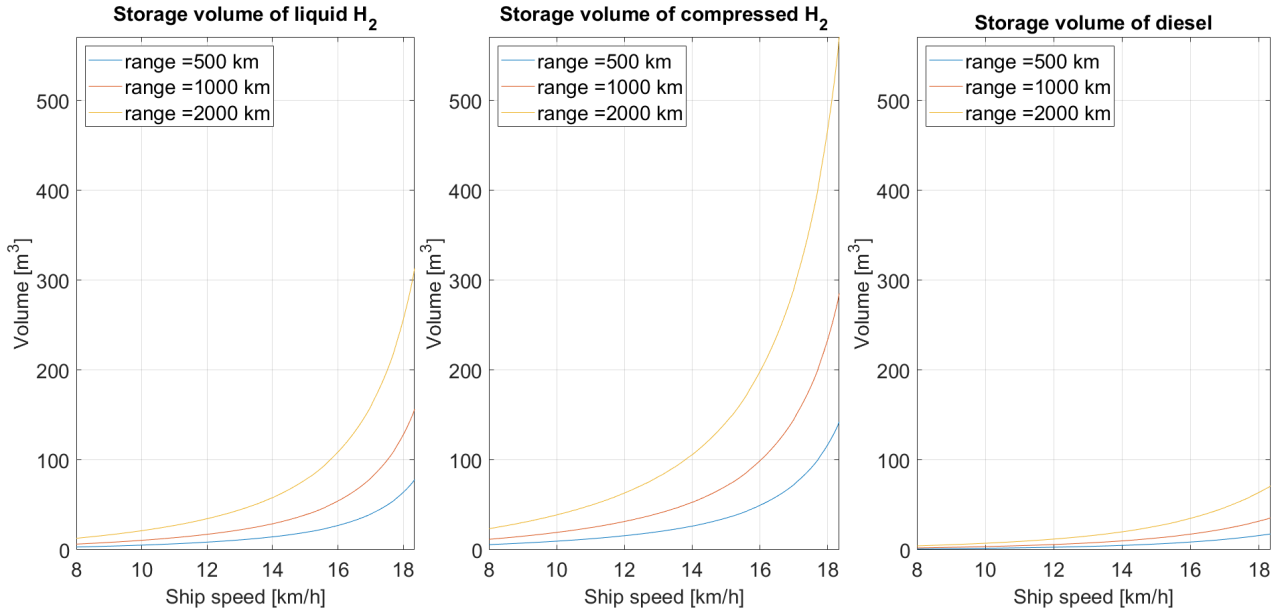 Storage volume of liquid H2
range =500 km
range =1000 km
range =2000 km
500
400
300
200
100
0
Volume [m3]
8 10 12 14 16 18
Ship speed [km/h]
Storage volume of compressed H2
range =500 km
range =1000 km
range =2000 km
500
400
300
200
100
0
Volume [m3]
8 10 12 14 16 18
Ship speed [km/h]
Storage volume of diesel
range =500 km
range =1000 km
range =2000 km
500
400
300
200
100
0
Volume [m3]
8 10 12 14 16 18
Ship speed [km/h]